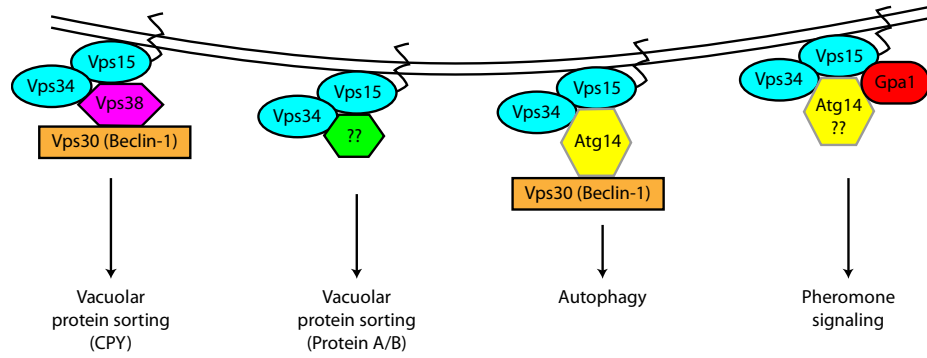 Vps15
Vps34
Vps38
Vps30 (Beclin-1)
Vacuolar
protein sorting
(CPY)
Vps15
Vps34
??
Vacuolar
protein sorting
(Protein A/B)
Vps15
Vps34
Atg14
Vps30 (Beclin-1)
Autophagy
Vps15
Vps34
Gpa1
Atg14
??
Pheromone
signaling